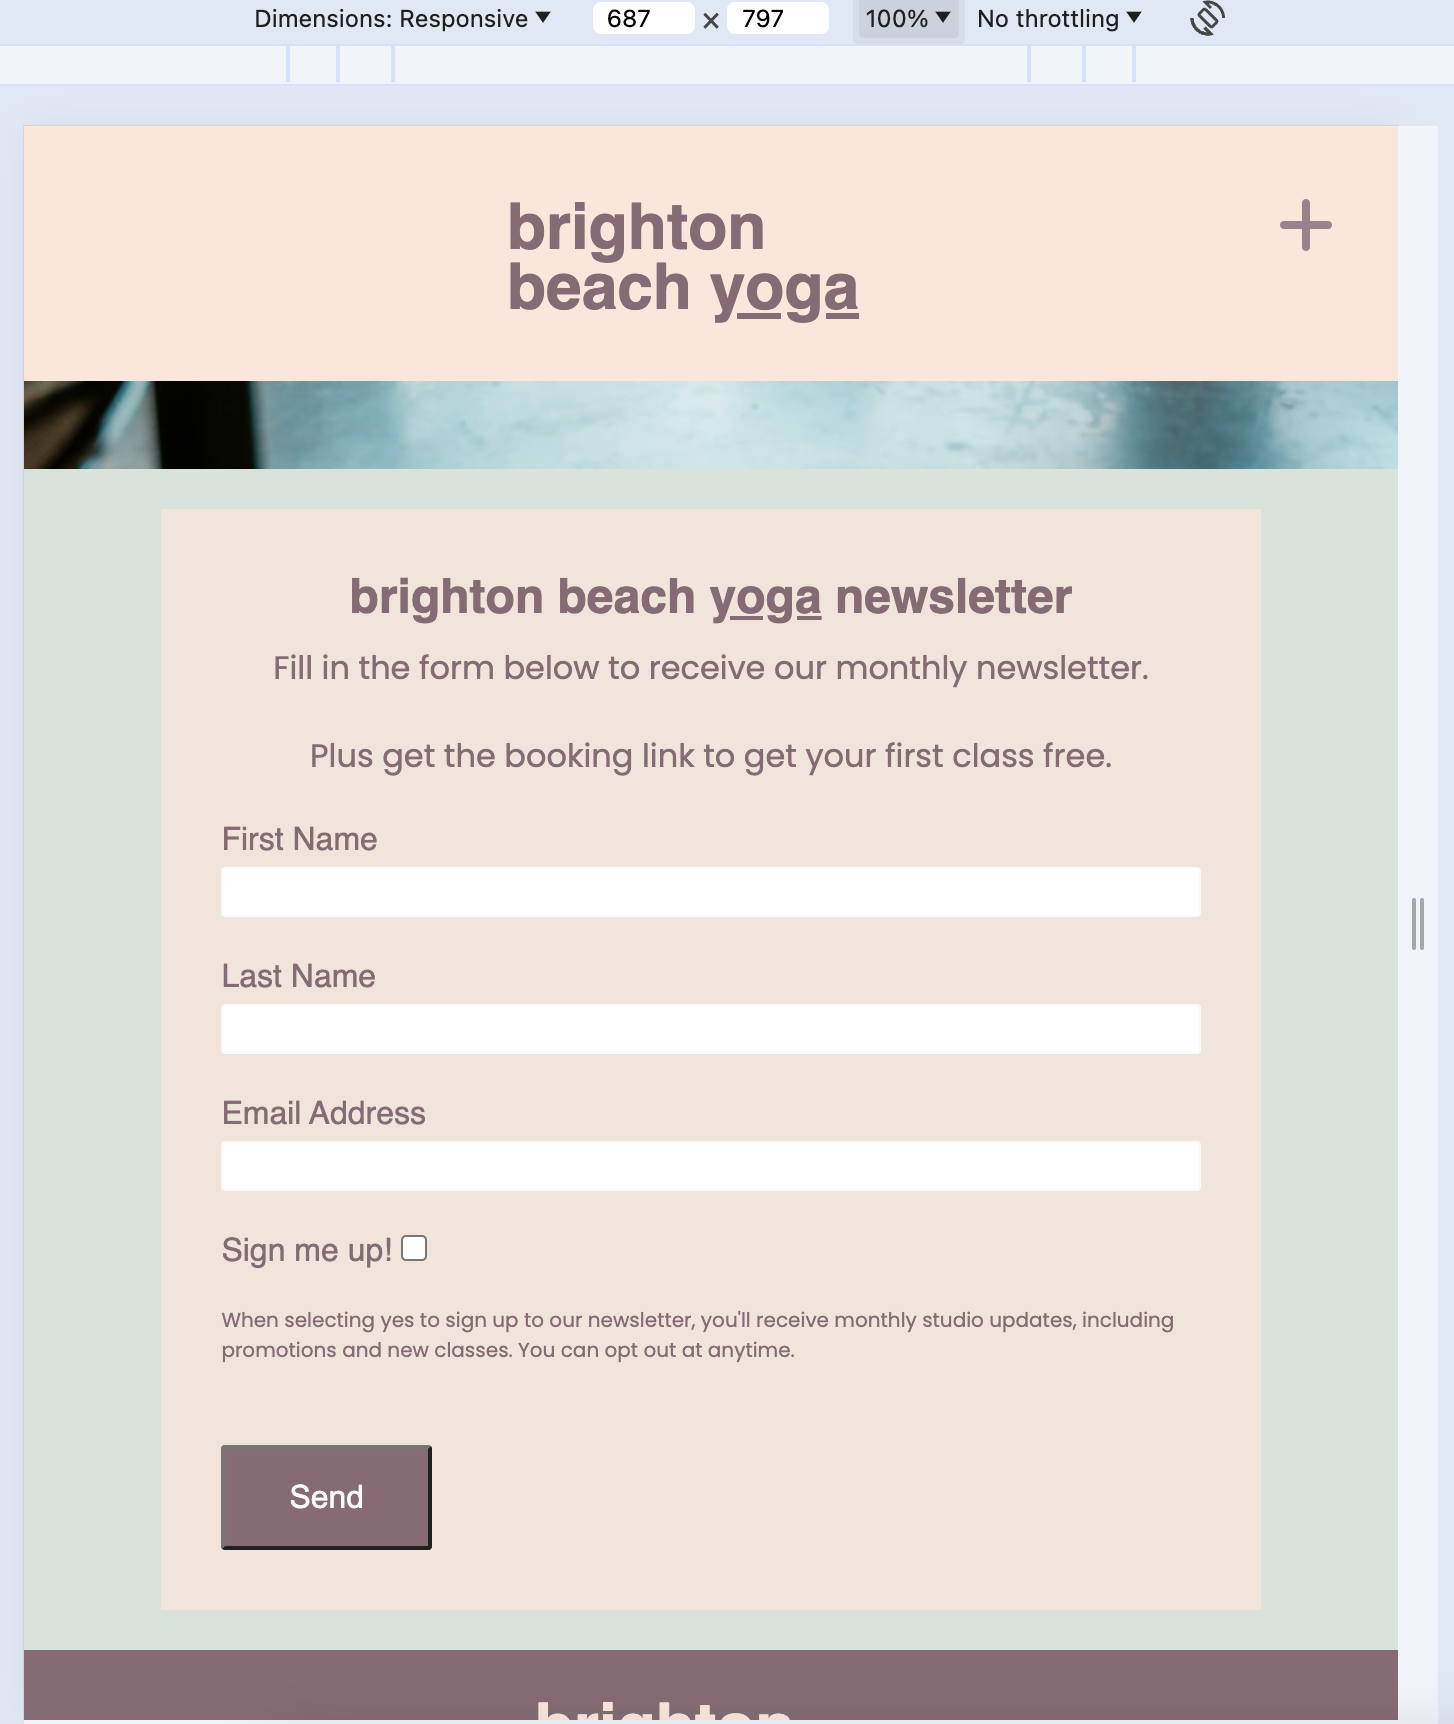 Dimensions: Responsive ▼ 687 × 797 100% ▼ No throttling ▼
brighton
beach yoga
brighton beach yoga newsletter
Fill in the form below to receive our monthly newsletter.
Plus get the booking link to get your first class free.
First Name
Last Name
Email Address
Sign me up!
When selecting yes to sign up to our newsletter, you'll receive monthly studio updates, including
promotions and new classes. You can opt out at anytime.
Send
brighton